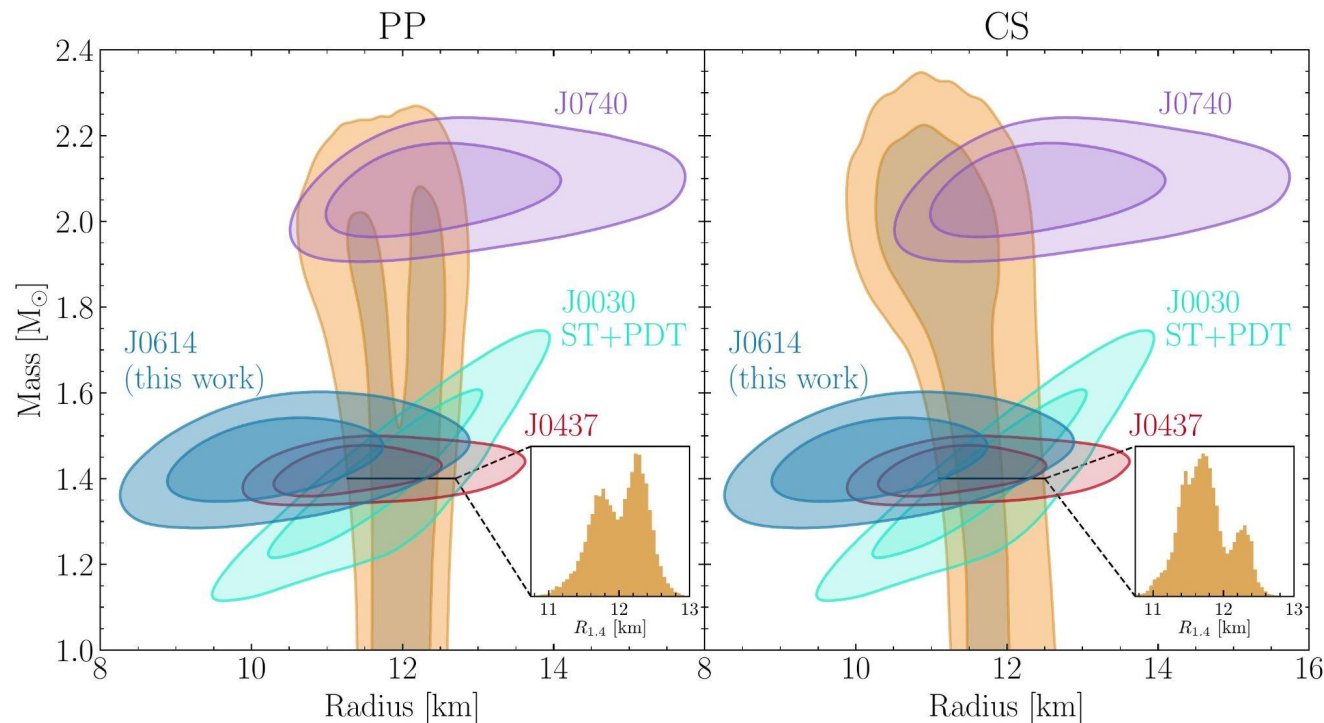 PP
CS
2.4
2.2
2.0
1.8
1.6
1.4
1.2
1.0
Mass [M⊙]
J0740
J0030
ST+PDT
J0614
(this work)
J0437
11
12
13
R1.4 [km]
8
10
12
14
Radius [km]
J0740
J0030
ST+PDT
J0614
(this work)
J0437
11
12
13
R1.4 [km]
8
10
12
14
16
Radius [km]